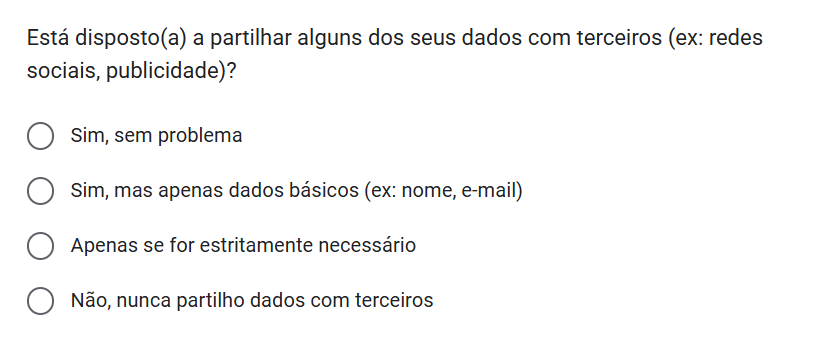 Está disposto(a) a partilhar alguns dos seus dados com terceiros (ex: redes
sociais, publicidade)?
Sim, sem problema
Sim, mas apenas dados básicos (ex: nome, e-mail)
Apenas se for estritamente necessário
Não, nunca partilho dados com terceiros